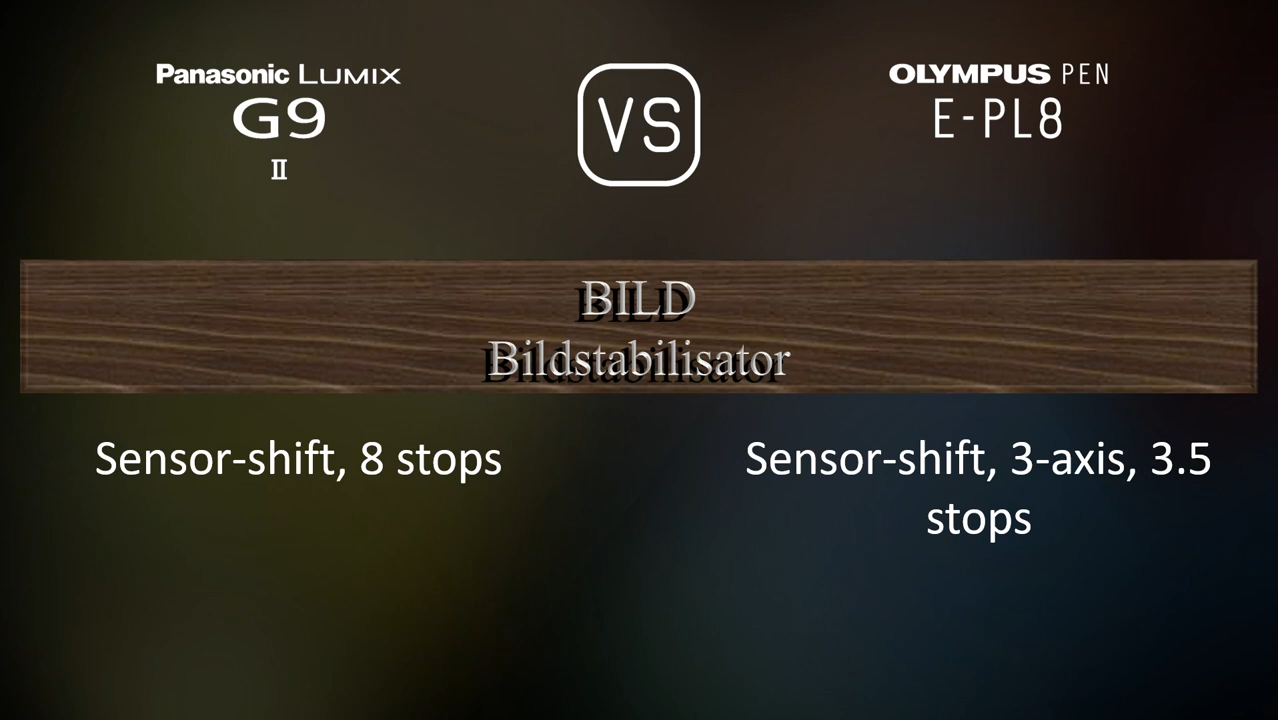 Panasonic LUMIX
G9
II
VS
OLYMPUS PEN
E-PL8
BILD
Bildstabilisator
Sensor-shift, 8 stops
Sensor-shift, 3-axis, 3.5
stops